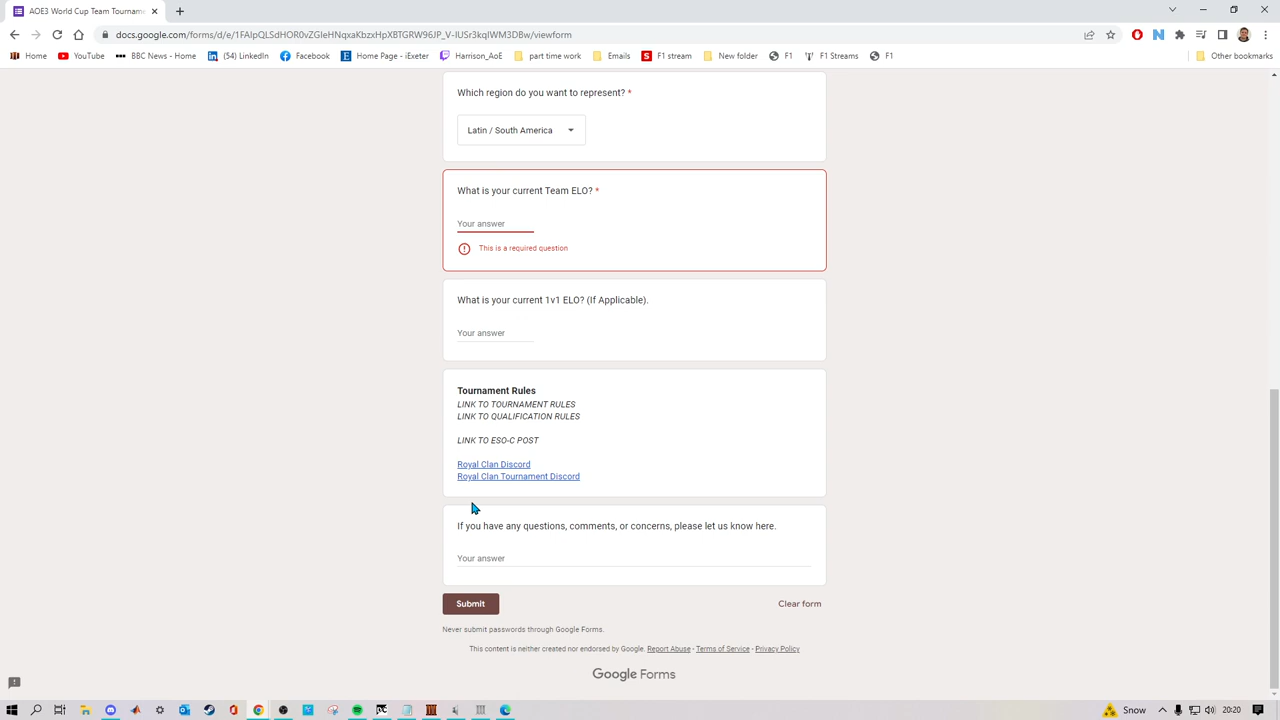 AOE3 World Cup Team Tournam
docs.google.com/forms/d/e/1FAIpQLSdHOR0vZGleHNqxaKbzxHpXBTGRW96JP_V-IUSr3kqIWM3DBw/viewform
Home
YouTube
BBC News - Home
(54) LinkedIn
Facebook
Home Page - iExeter
Harrison_AoE
part time work
Emails
F1 stream
New folder
F1
F1 Streams
F1
Other bookmarks
Which region do you want to represent? *
Latin / South America
What is your current Team ELO? *
Your answer
This is a required question
What is your current 1v1 ELO? (If Applicable).
Your answer
Tournament Rules
LINK TO TOURNAMENT RULES
LINK TO QUALIFICATION RULES
LINK TO ESO-C POST
Royal Clan Discord
Royal Clan Tournament Discord
If you have any questions, comments, or concerns, please let us know here.
Your answer
Submit
Clear form
Never submit passwords through Google Forms.
This content is neither created nor endorsed by Google. Report Abuse - Terms of Service - Privacy Policy
Google Forms
Snow
20:20